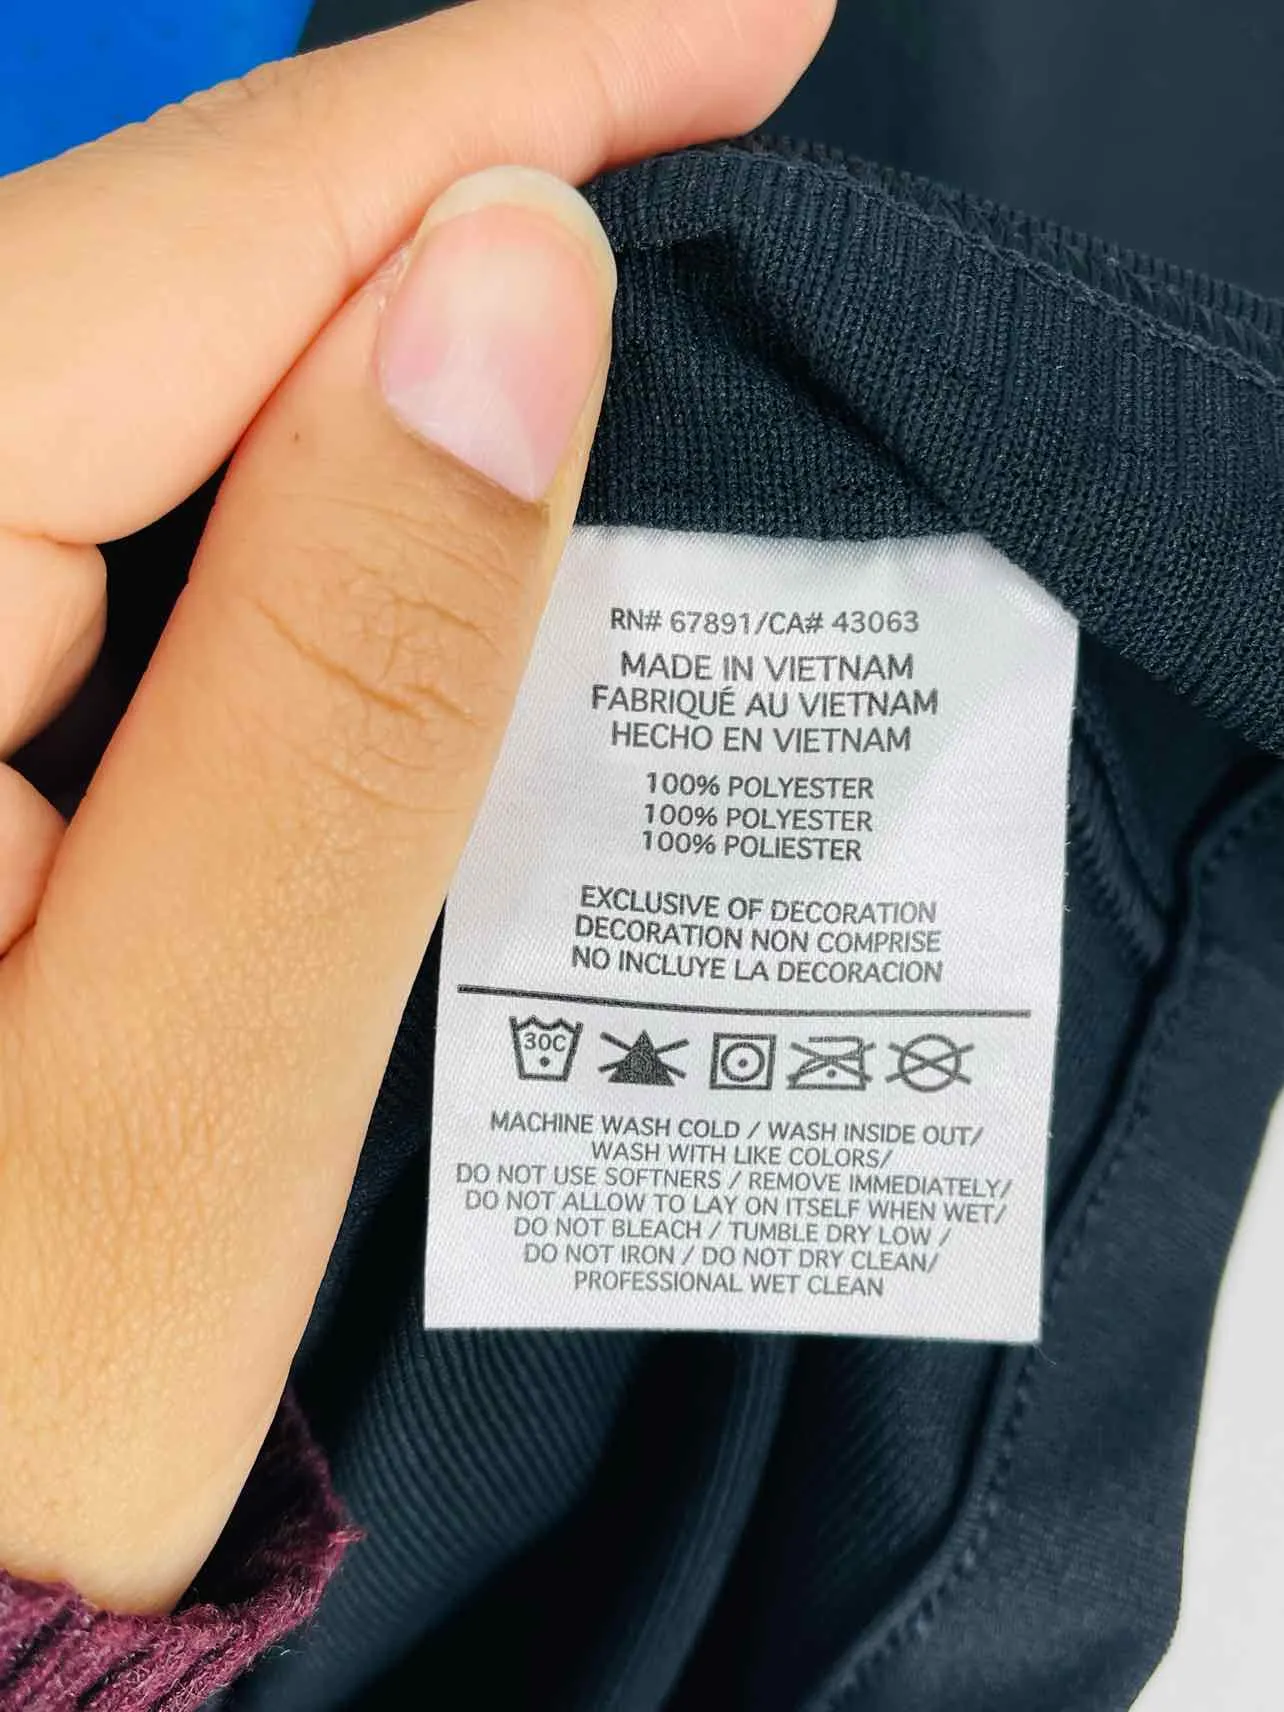 RN# 67891/CA# 43063
MADE IN VIETNAM
FABRIQUÉ AU VIETNAM
HECHO EN VIETNAM
100% POLYESTER
100% POLYESTER
100% POLIESTER
EXCLUSIVE OF DECORATION
DECORATION NON COMPRISE
NO INCLUYE LA DECORACION
30C
MACHINE WASH COLD / WASH INSIDE OUT/
WASH WITH LIKE COLORS/
DO NOT USE SOFTNERS / REMOVE IMMEDIATELY/
DO NOT ALLOW TO LAY ON ITSELF WHEN WET/
DO NOT BLEACH / TUMBLE DRY LOW /
DO NOT IRON / DO NOT DRY CLEAN/
PROFESSIONAL WET CLEAN